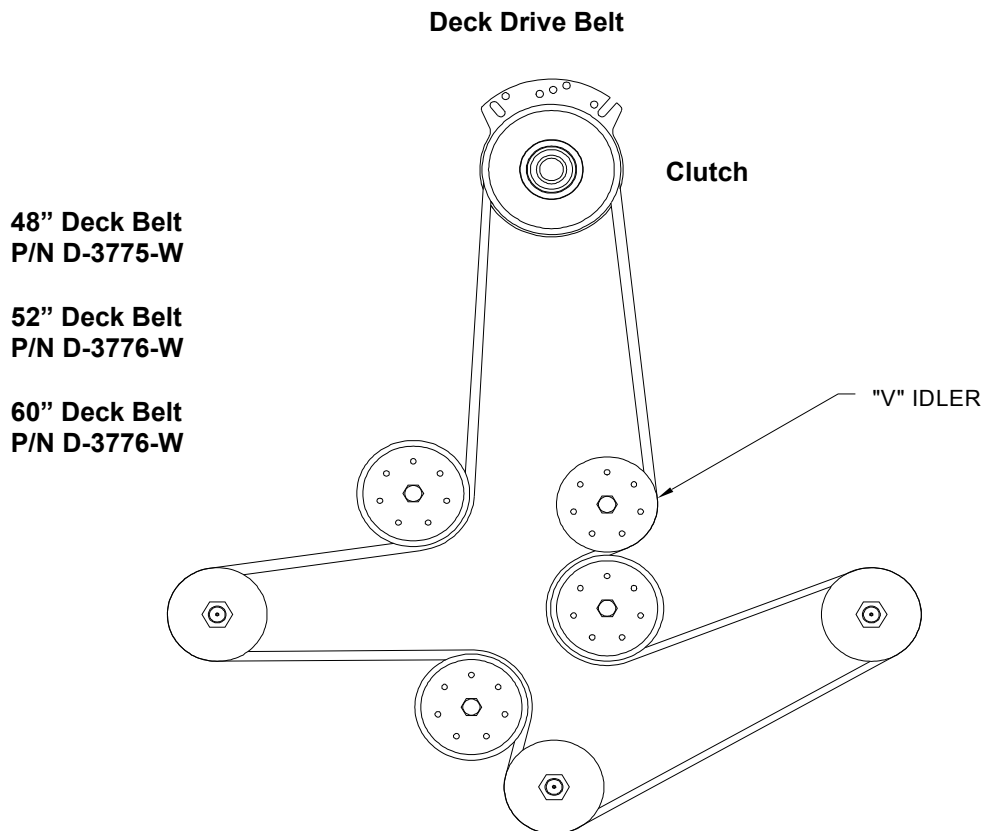 Deck Drive Belt
Clutch
48” Deck Belt
P/N D-3775-W
52” Deck Belt
P/N D-3776-W
60” Deck Belt
P/N D-3776-W
"V" IDLER